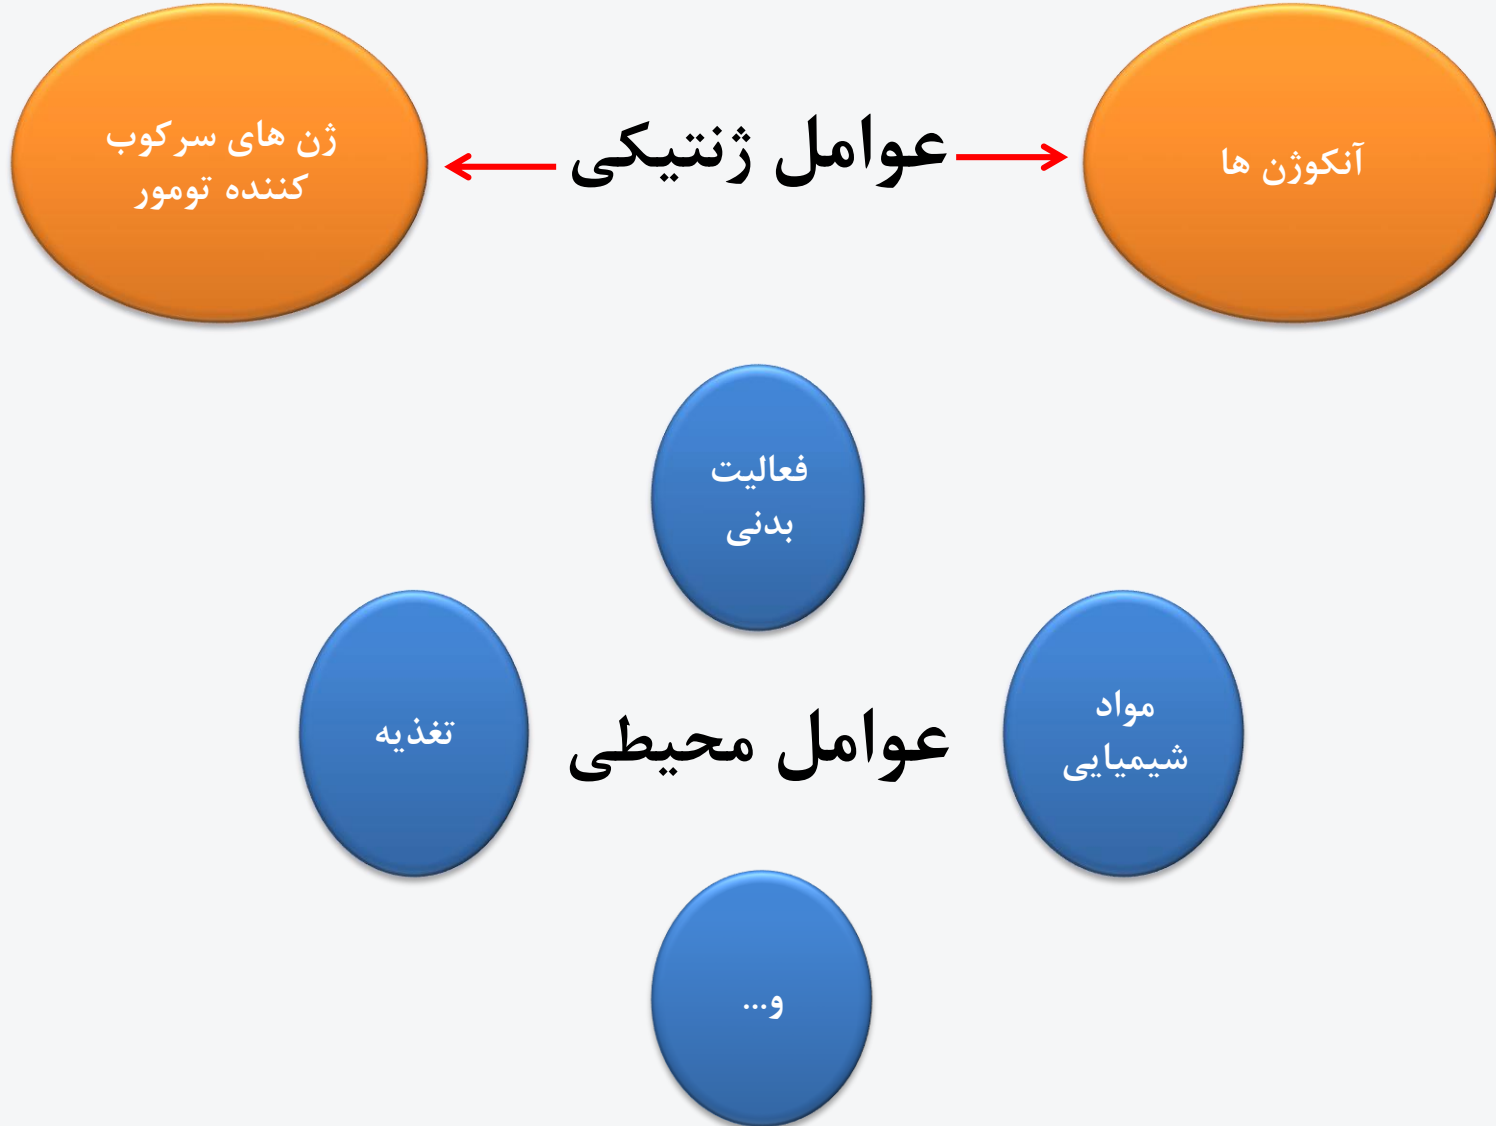 آنکوژن ها
عوامل ژنتیکی
ژن های سرکوب
کننده تومور
فعالیت
بدنی
مواد
شیمیایی
عوامل محیطی
تغذیه
و...